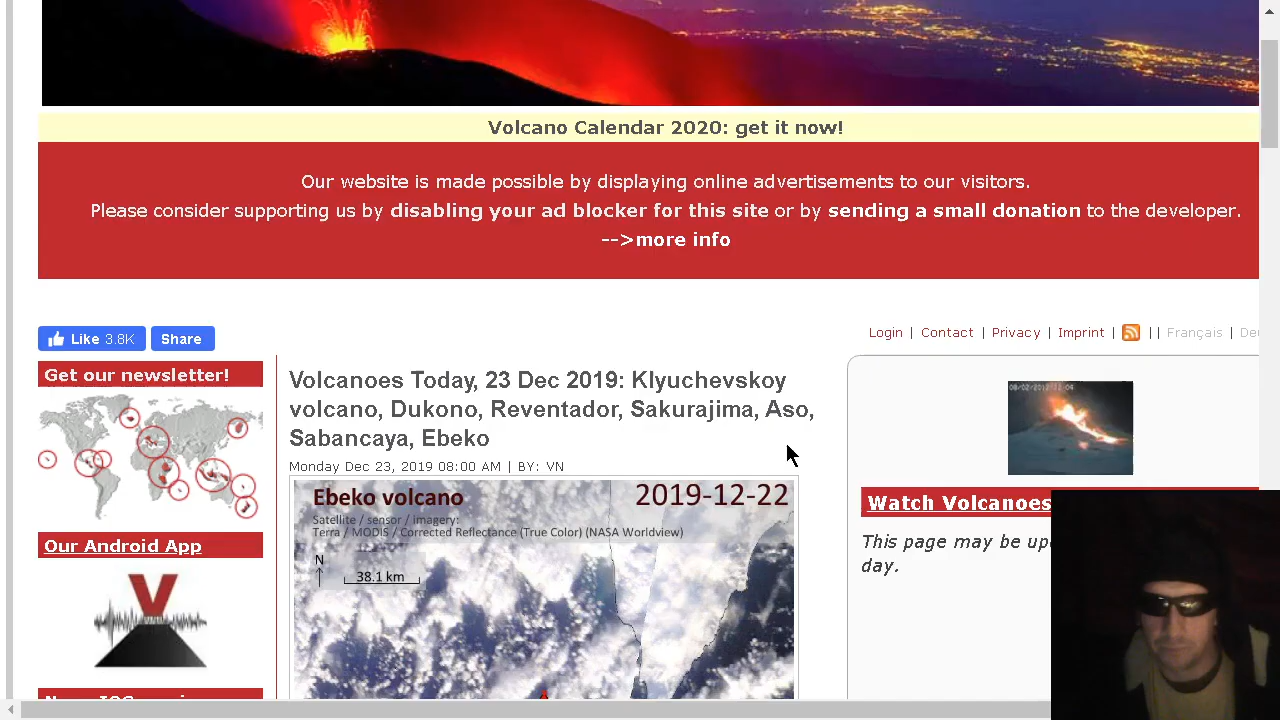 Volcano Calendar 2020: get it now!
Our website is made possible by displaying online advertisements to our visitors.
Please consider supporting us by disabling your ad blocker for this site or by sending a small donation to the developer.
-->more info
Like 3.8K
Share
Login | Contact | Privacy | Imprint | || Français | De
Get our newsletter!
Our Android App
V
Volcanoes Today, 23 Dec 2019: Klyuchevskoy
volcano, Dukono, Reventador, Sakurajima, Aso,
Sabancaya, Ebeko
Monday Dec 23, 2019 08:00 AM | BY: VN
Ebeko volcano
2019-12-22
Satellite / sensor / imagery:
Terra / MODIS / Corrected Reflectance (True Color) (NASA Worldview)
N
38.1 km
Watch Volcanoes
This page may be up
day.